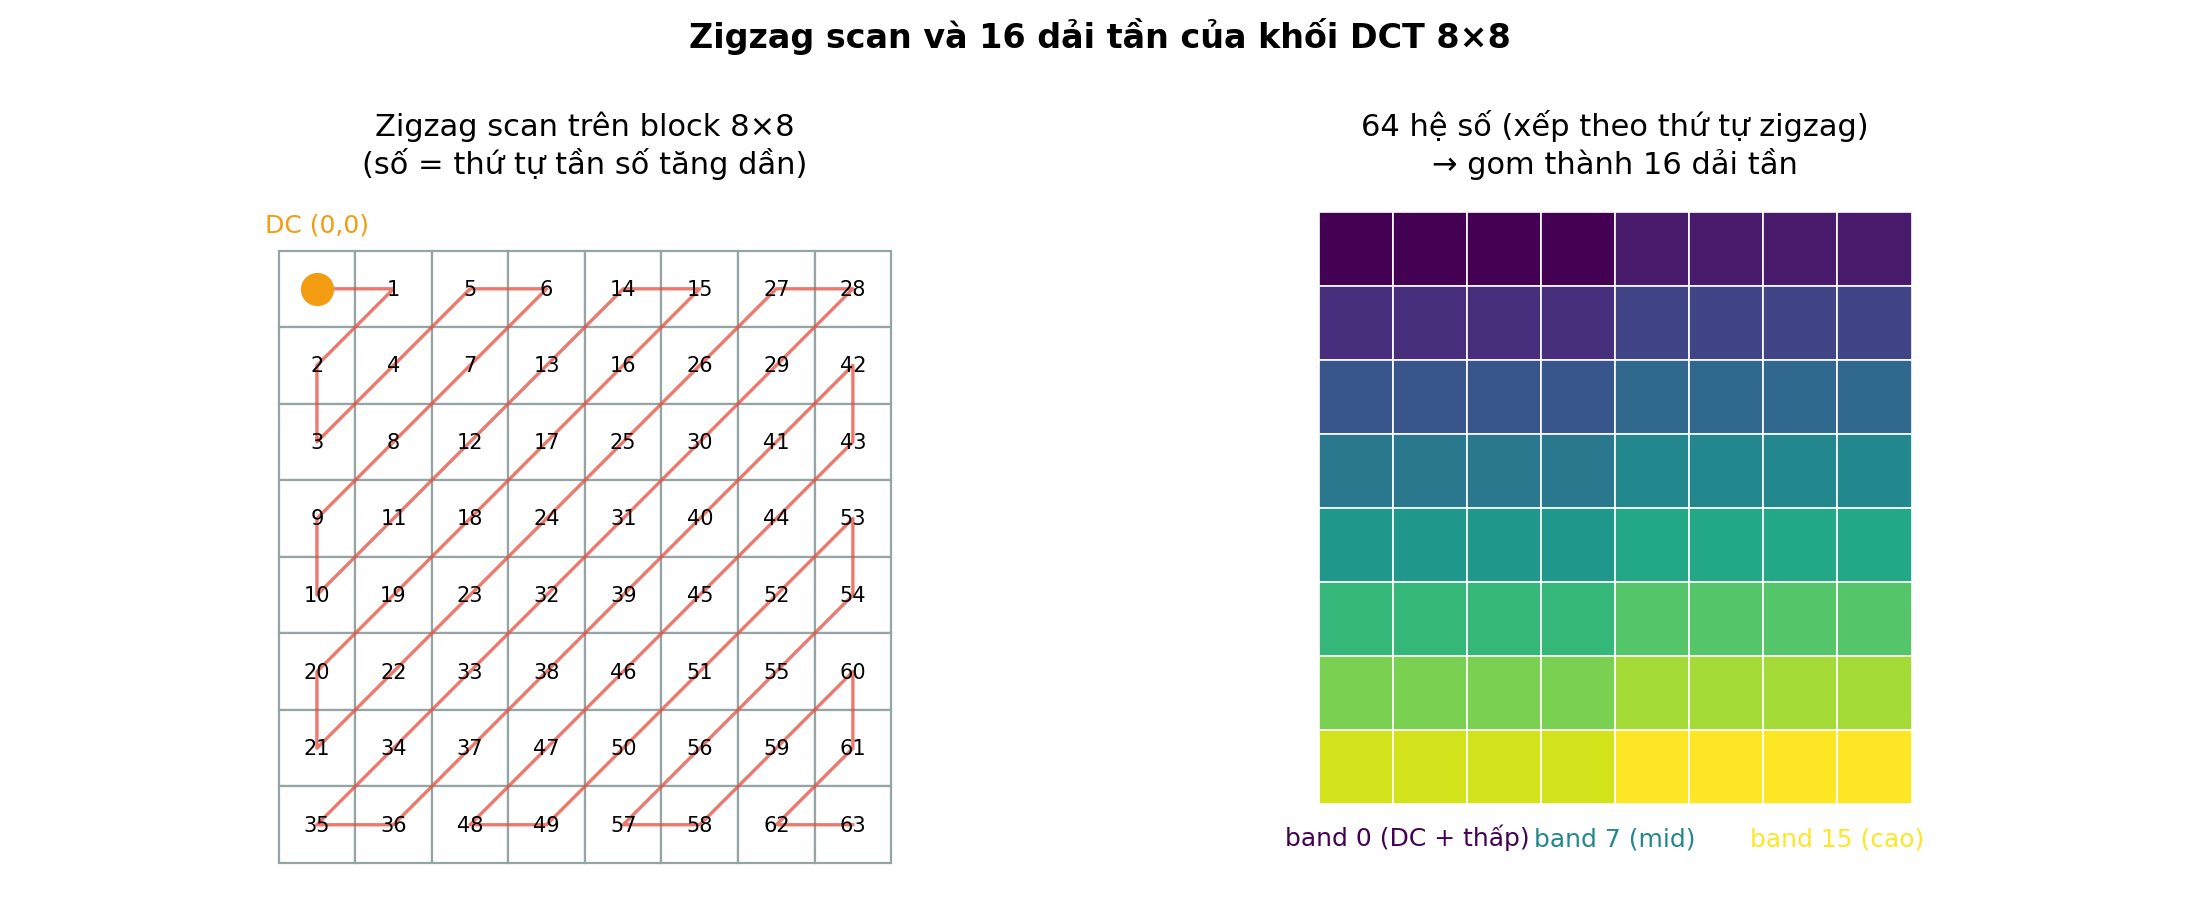 Zigzag scan và 16 dải tần của khối DCT 8×8
Zigzag scan trên block 8×8
(số = thứ tự tần số tăng dần)
DC (0,0)
1 5 6 14 15 27 28
2 4 7 13 16 26 29 42
3 8 12 17 25 30 41 43
9 11 18 24 31 40 44 53
10 19 23 32 39 45 52 54
20 22 33 38 46 51 55 60
21 34 37 47 50 56 59 61
35 36 48 49 57 58 62 63
64 hệ số (xếp theo thứ tự zigzag)
→ gom thành 16 dải tần
band 0 (DC + thấp) band 7 (mid) band 15 (cao)